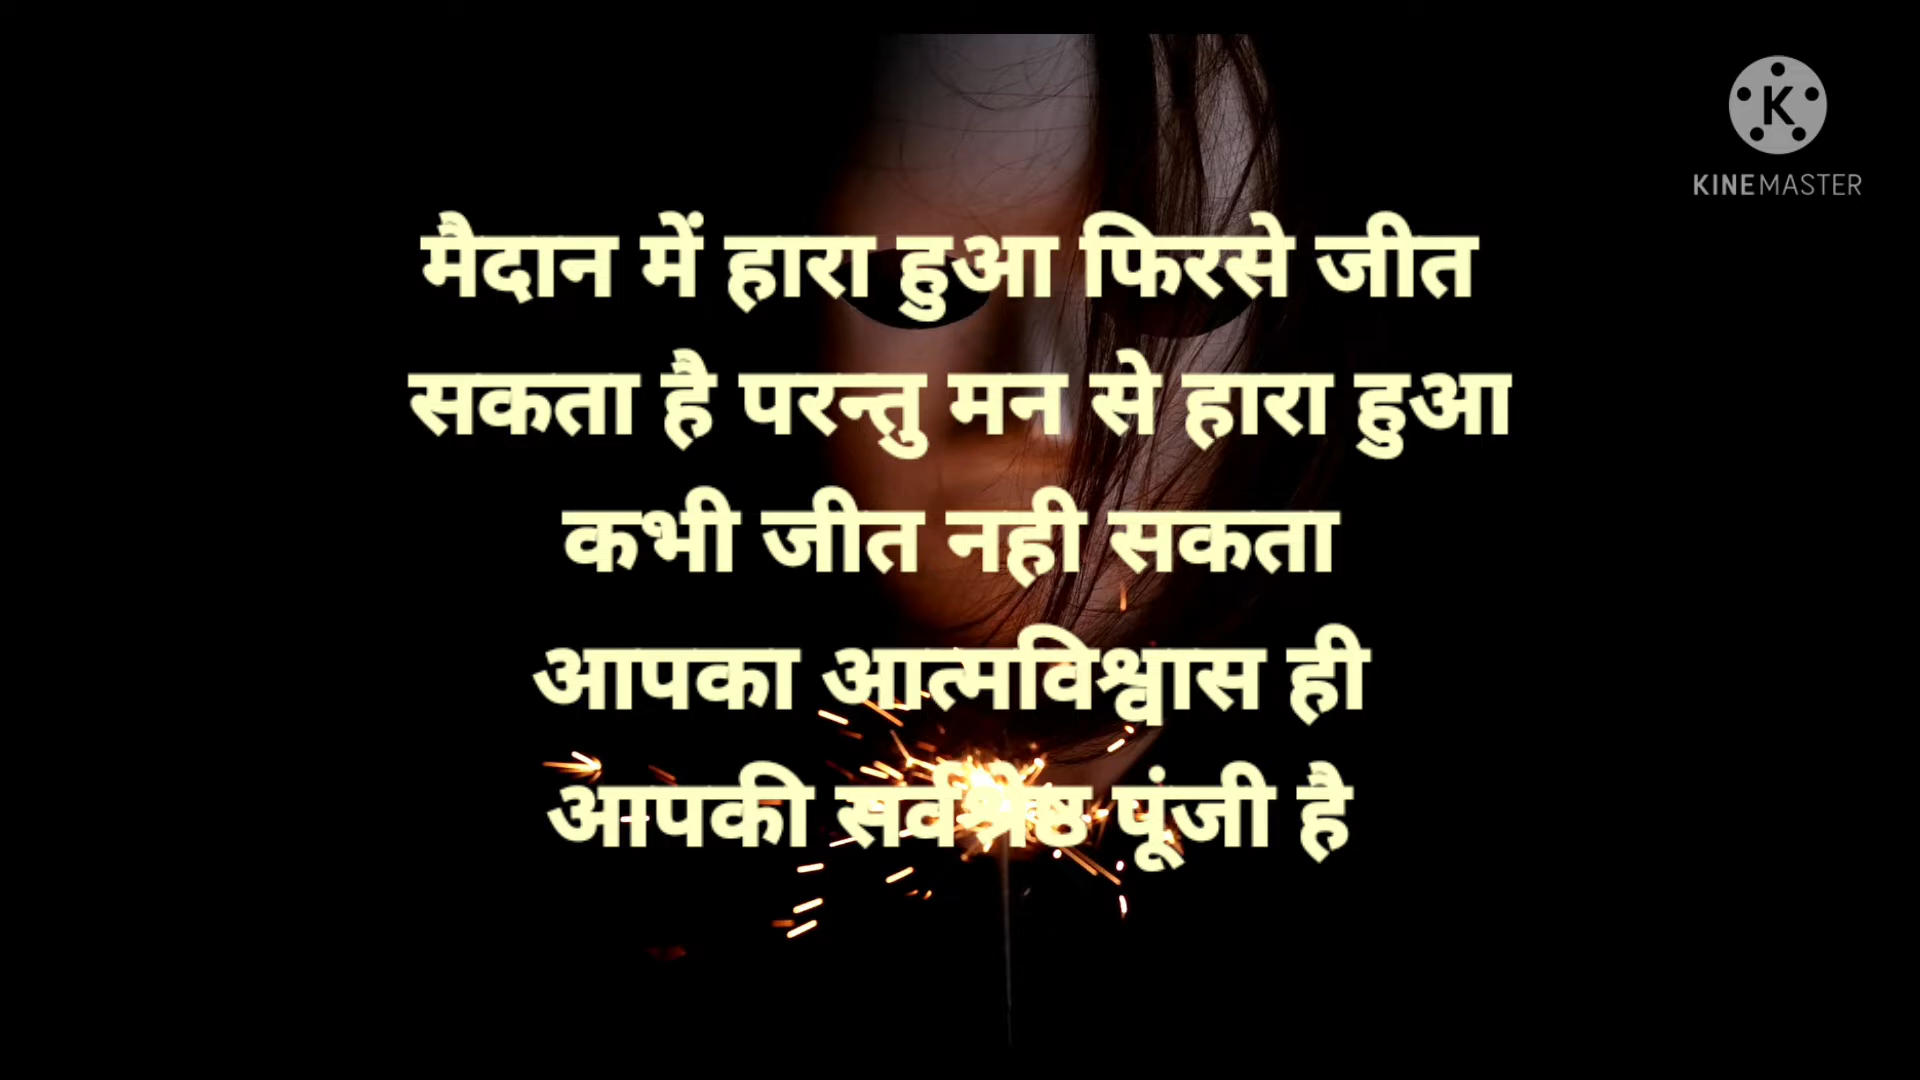 KINEMASTER
मैदान में हारा हुआ फिरसे जीत
सकता है परन्तु मन से हारा हुआ
कभी जीत नही सकता
आपका आत्मविश्वास ही
आपकी सर्वश्रेष्ठ पूंजी है